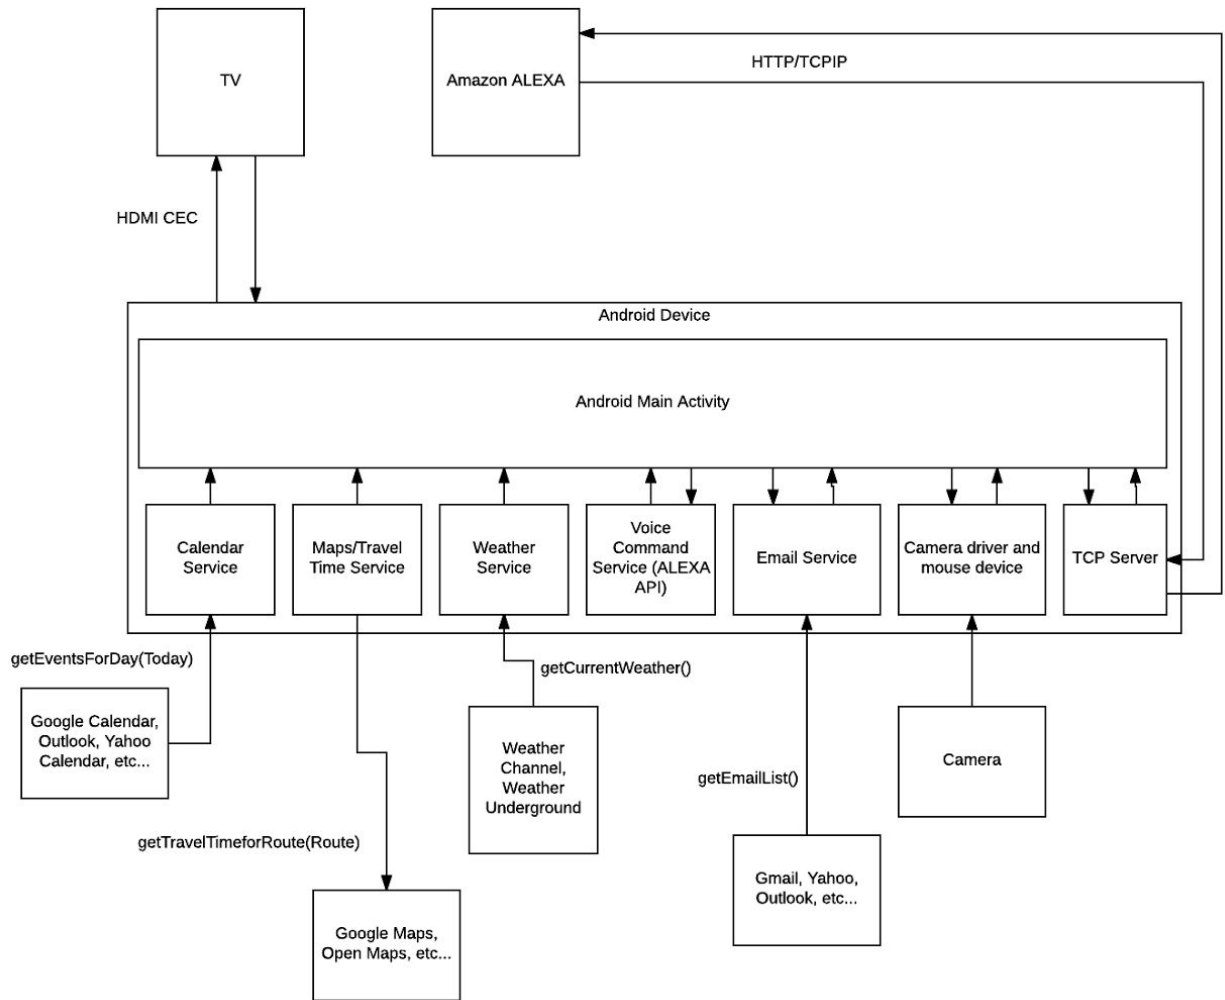 TV
Amazon ALEXA
HTTP/TCPIP
HDMI CEC
Android Device
Android Main Activity
Calendar
Service
Maps/Travel
Time Service
Weather
Service
Voice
Command
Service (ALEXA
API)
Email Service
Camera driver and
mouse device
TCP Server
getEventsForDay(Today)
getCurrentWeather()
Google Calendar,
Outlook, Yahoo
Calendar, etc...
Weather
Channel,
Weather
Underground
Camera
getEmailList()
getTravelTimeforRoute(Route)
Gmail, Yahoo,
Outlook, etc...
Google Maps,
Open Maps, etc...